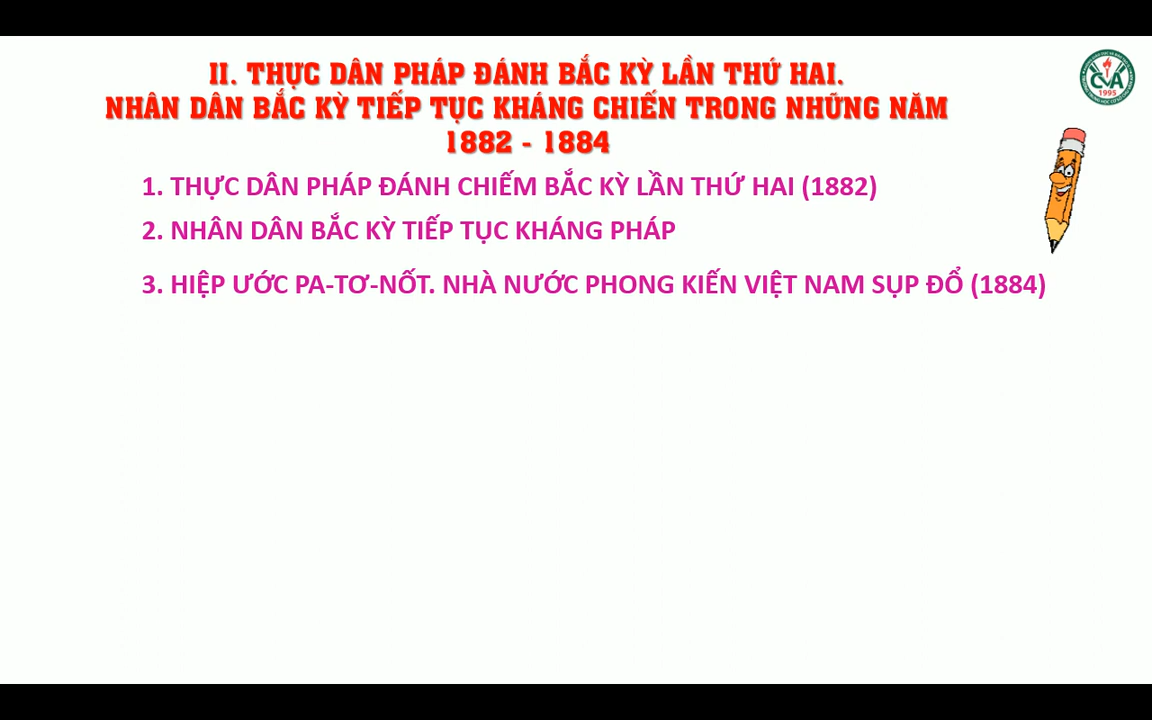 II. THỰC DÂN PHÁP ĐÁNH BẮC KỲ LẦN THỨ HAI.
NHÂN DÂN BẮC KỲ TIẾP TỤC KHÁNG CHIẾN TRONG NHỮNG NĂM
1882 - 1884
1. THỰC DÂN PHÁP ĐÁNH CHIẾM BẮC KỲ LẦN THỨ HAI (1882)
2. NHÂN DÂN BẮC KỲ TIẾP TỤC KHÁNG PHÁP
3. HIỆP ƯỚC PA-TƠ-NỐT. NHÀ NƯỚC PHONG KIẾN VIỆT NAM SỤP ĐỔ (1884)
CVA
1995